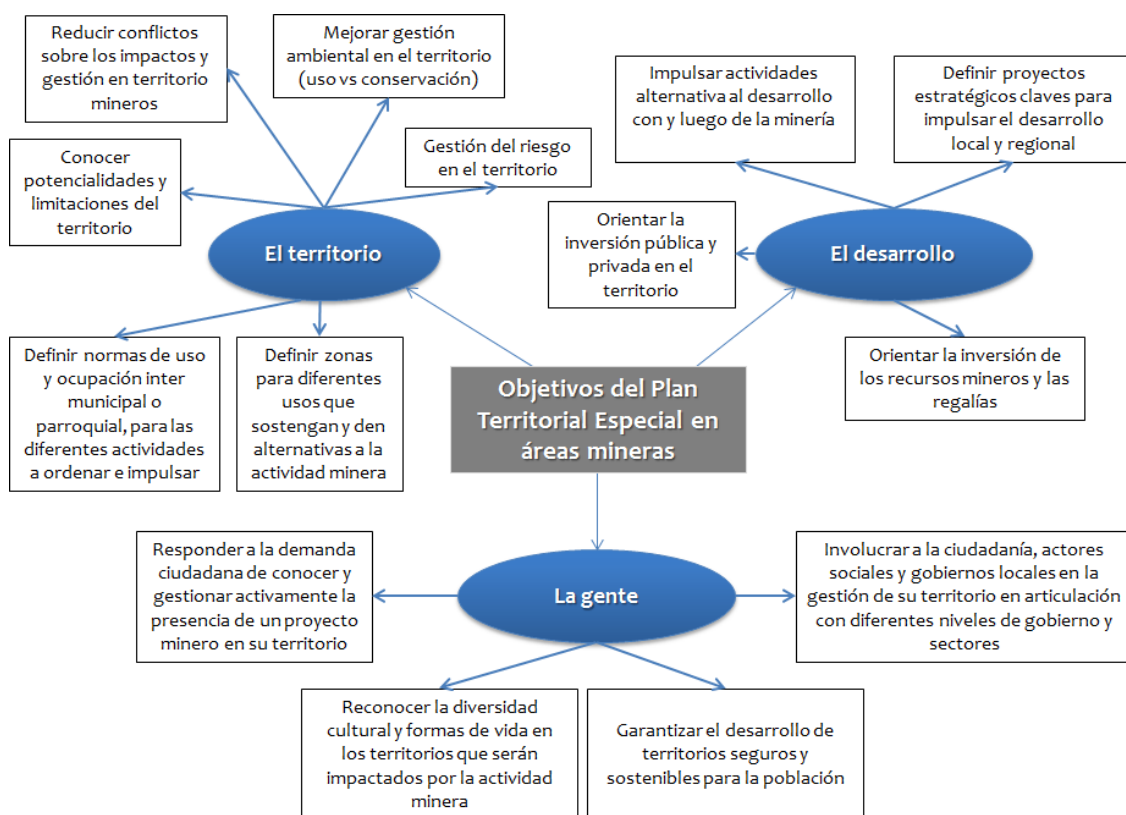 Reducir conflictos
sobre los impactos y
gestión en territorio
mineros
Mejorar gestión
ambiental en el territorio
(uso vs conservación)
Conocer
potencialidades y
limitaciones del
territorio
Gestión del riesgo
en el territorio
El territorio
Definir normas de uso
y ocupación inter
municipal o
parroquial, para las
diferentes actividades
a ordenar e impulsar
Definir zonas
para diferentes
usos que
sostengan y den
alternativas a la
actividad minera
Impulsar actividades
alternativa al desarrollo
con y luego de la minería
Definir proyectos
estratégicos claves para
impulsar el desarrollo
local y regional
Orientar la
inversión pública y
privada en el
territorio
El desarrollo
Orientar la inversión de
los recursos mineros y las
regalías
Objetivos del Plan
Territorial Especial en
áreas mineras
Responder a la demanda
ciudadana de conocer y
gestionar activamente la
presencia de un proyecto
minero en su territorio
La gente
Involucrar a la ciudadanía, actores
sociales y gobiernos locales en la
gestión de su territorio en articulación
con diferentes niveles de gobierno y
sectores
Reconocer la diversidad
cultural y formas de vida en
los territorios que serán
impactados por la actividad
minera
Garantizar el desarrollo de
territorios seguros y
sostenibles para la población